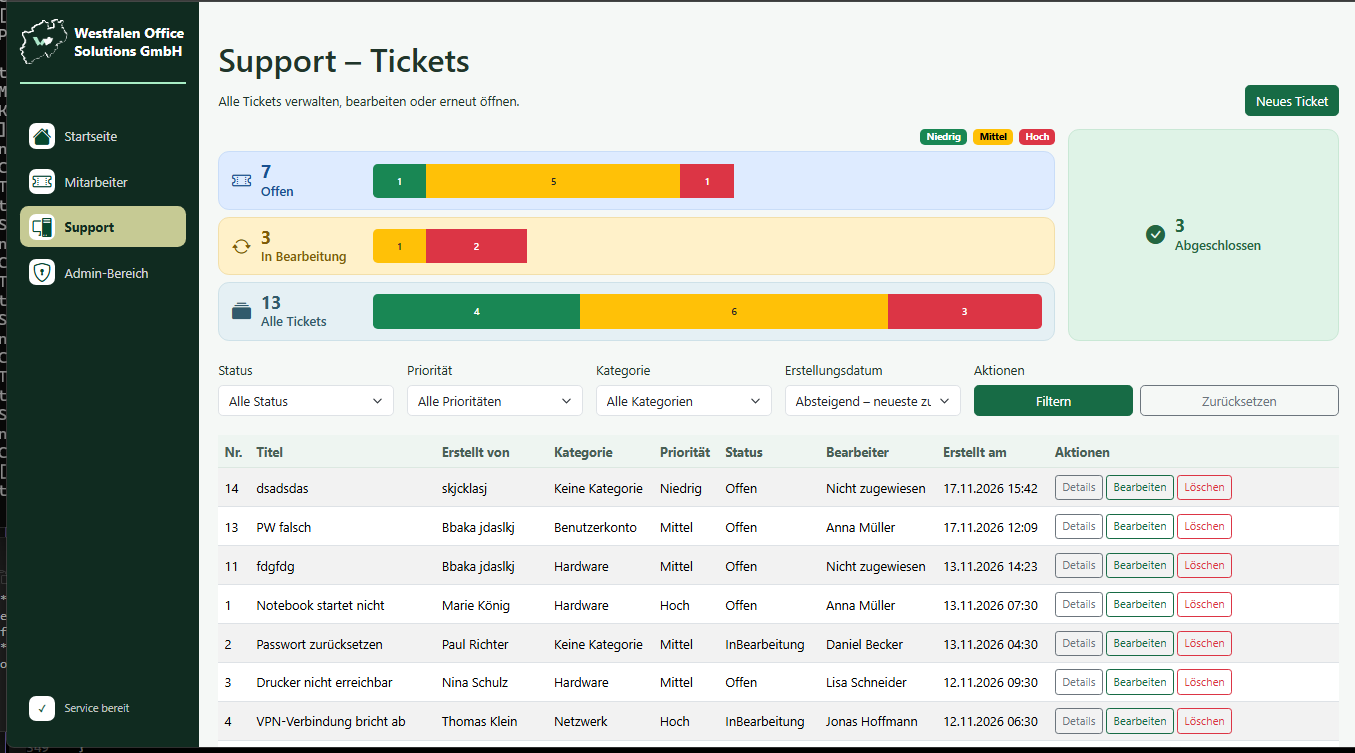 Westfalen Office
Solutions GmbH
Startseite
Mitarbeiter
Support
Admin-Bereich
Service bereit
Support – Tickets
Alle Tickets verwalten, bearbeiten oder erneut öffnen.
Neues Ticket
Niedrig Mittel Hoch
7
Offen
1 5 1
3
In Bearbeitung
1 2
13
Alle Tickets
4 6 3
3
Abgeschlossen
Status Priorität Kategorie Erstellungsdatum Aktionen
Alle Status Alle Prioritäten Alle Kategorien Absteigend – neueste zu Filtern Zurücksetzen
Nr. Titel Erstellt von Kategorie Priorität Status Bearbeiter Erstellt am Aktionen
14 dsadsdas skjcklasj Keine Kategorie Niedrig Offen Nicht zugewiesen 17.11.2026 15:42 Details Bearbeiten Löschen
13 PW falsch Bbaka jdaslkj Benutzerkonto Mittel Offen Anna Müller 17.11.2026 12:09 Details Bearbeiten Löschen
11 fdgfdg Bbaka jdaslkj Hardware Mittel Offen Nicht zugewiesen 13.11.2026 14:23 Details Bearbeiten Löschen
1 Notebook startet nicht Marie König Hardware Hoch Offen Anna Müller 13.11.2026 07:30 Details Bearbeiten Löschen
2 Passwort zurücksetzen Paul Richter Keine Kategorie Mittel InBearbeitung Daniel Becker 13.11.2026 04:30 Details Bearbeiten Löschen
3 Drucker nicht erreichbar Nina Schulz Hardware Mittel Offen Lisa Schneider 12.11.2026 09:30 Details Bearbeiten Löschen
4 VPN-Verbindung bricht ab Thomas Klein Netzwerk Hoch InBearbeitung Jonas Hoffmann 12.11.2026 06:30 Details Bearbeiten Löschen